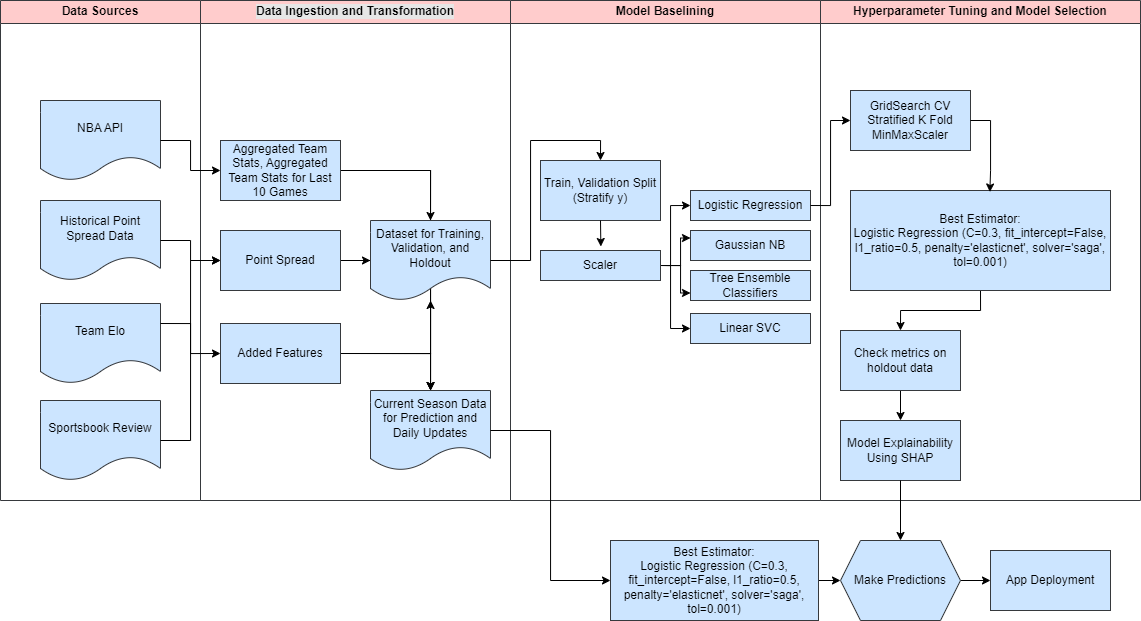 Data Sources
Data Ingestion and Transformation
Model Baselining
Hyperparameter Tuning and Model Selection
NBA API
Historical Point
Spread Data
Team Elo
Sportsbook Review
Aggregated Team
Stats, Aggregated
Team Stats for Last
10 Games
Point Spread
Added Features
Dataset for Training,
Validation, and
Holdout
Current Season Data
for Prediction and
Daily Updates
Train, Validation Split
(Stratify y)
Scaler
Logistic Regression
Gaussian NB
Tree Ensemble
Classifiers
Linear SVC
GridSearch CV
Stratified K Fold
MinMaxScaler
Best Estimator:
Logistic Regression (C=0.3, fit_intercept=False,
l1_ratio=0.5, penalty='elasticnet', solver='saga',
tol=0.001)
Check metrics on
holdout data
Model Explainability
Using SHAP
Best Estimator:
Logistic Regression (C=0.3,
fit_intercept=False, l1_ratio=0.5,
penalty='elasticnet', solver='saga',
tol=0.001)
Make Predictions
App Deployment